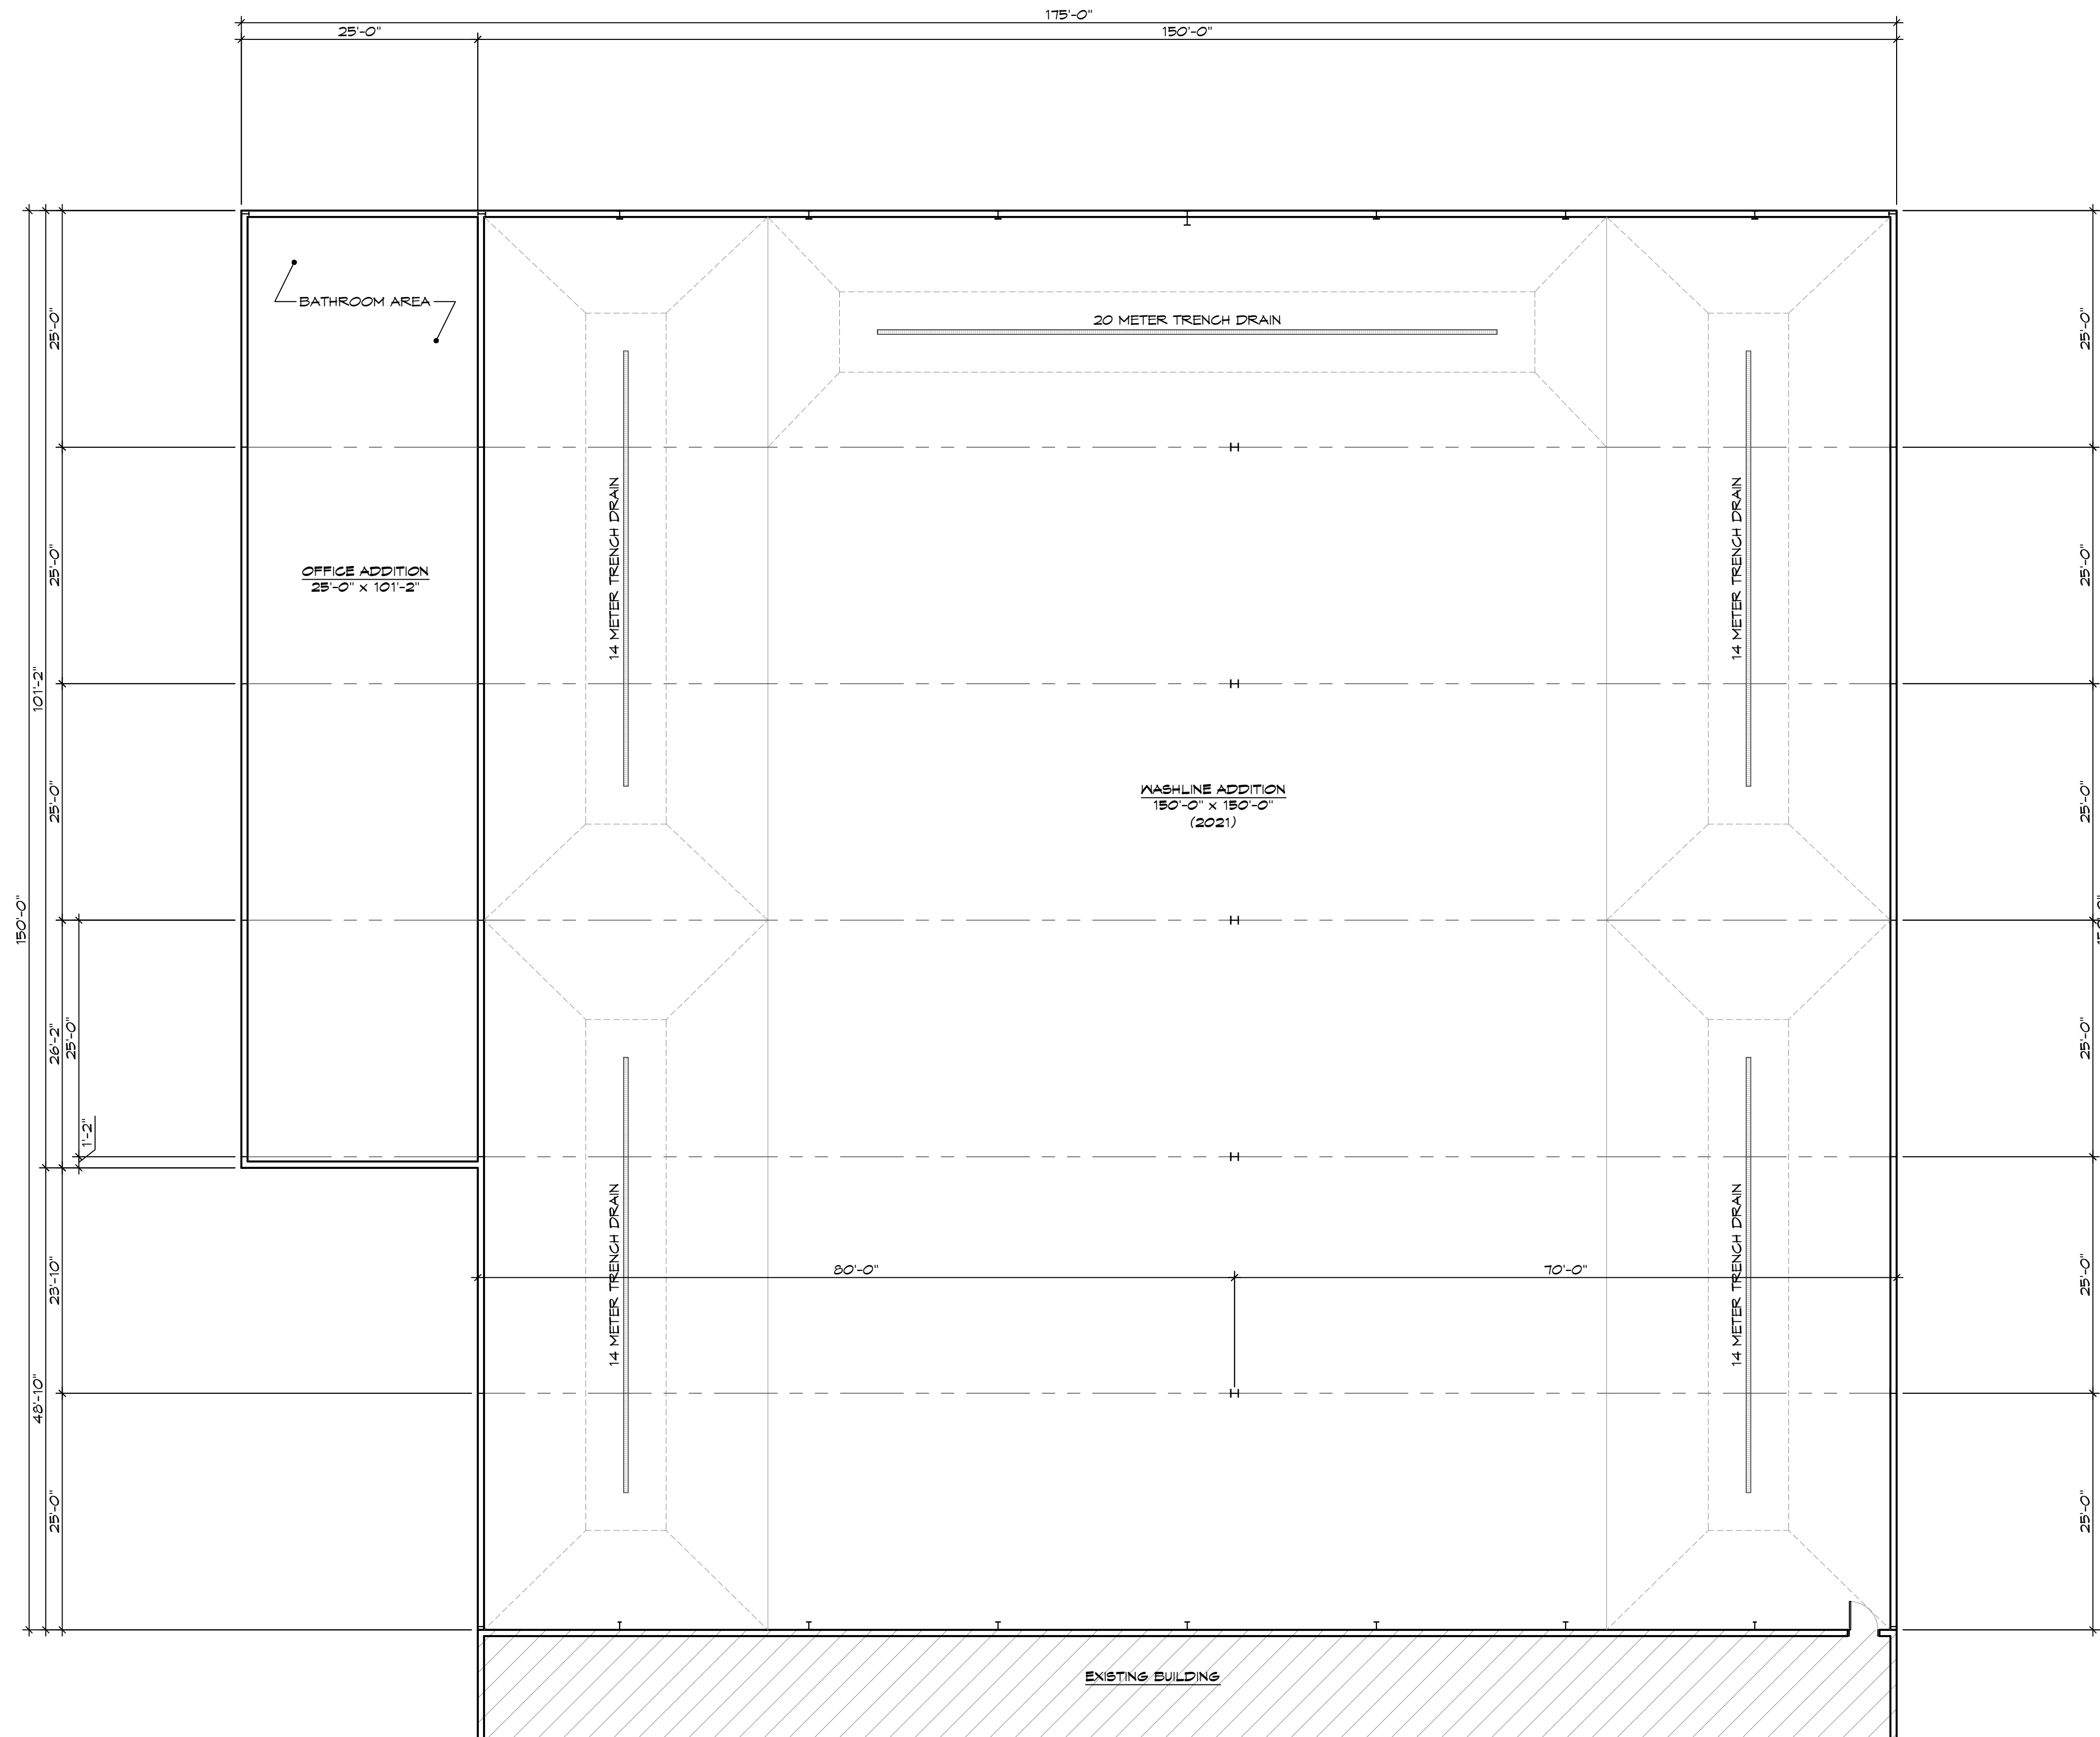 175'-0"
25'-0"
150'-0"
BATHROOM AREA
20 METER TRENCH DRAIN
25'-0"
25'-0"
14 METER TRENCH DRAIN
14 METER TRENCH DRAIN
OFFICE ADDITION
25'-0" x 101'-2"
25'-0"
25'-0"
101'-2"
WASHLINE ADDITION
150'-0" x 150'-0"
(2021)
25'-0"
25'-0"
150'-0"
26'-2"
25'-0"
25'-0"
1'-2"
14 METER TRENCH DRAIN
14 METER TRENCH DRAIN
80'-0"
70'-0"
23'-10"
25'-0"
48'-10"
25'-0"
25'-0"
EXISTING BUILDING